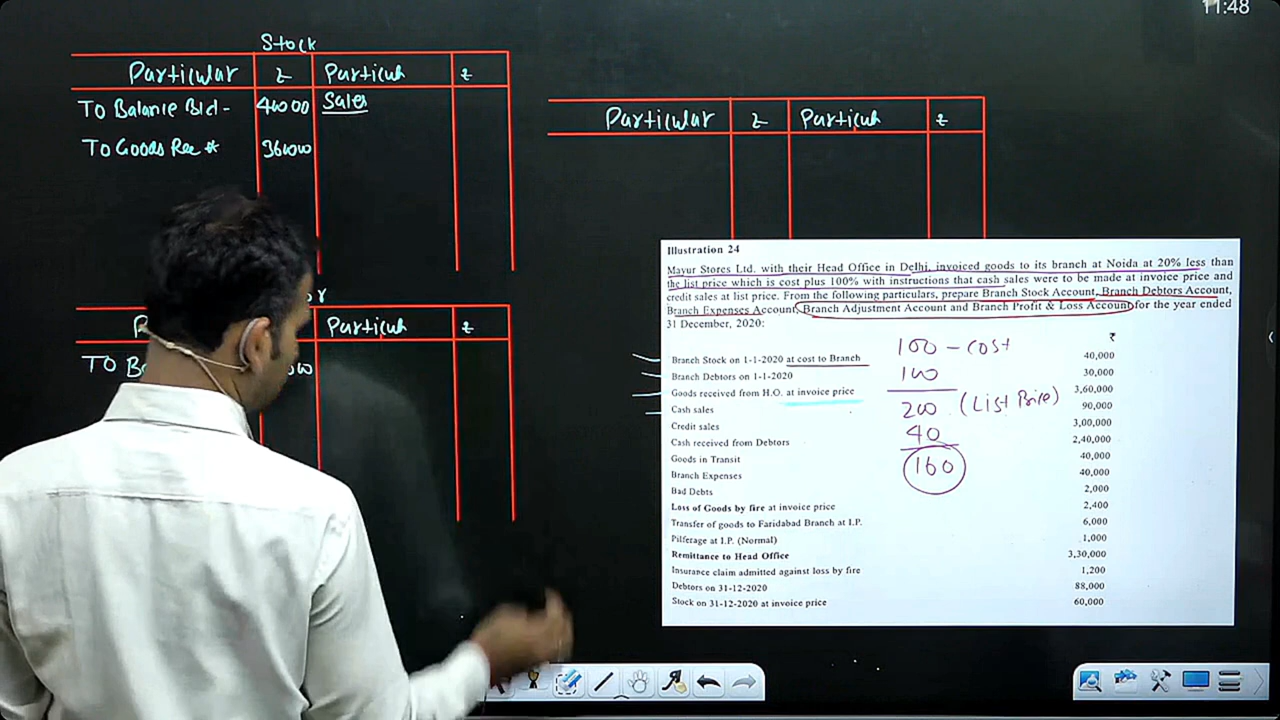 11:48
Stock
Particular ₹ Particul ₹
To Balance B/d - 40000 Sales
To Goods Rec 360000
Particular ₹ Particul ₹
Particul ₹
TO B
Illustration 24
Mayur Stores Ltd. with their Head Office in Delhi, invoiced goods to its branch at Noida at 20% less than
the list price which is cost plus 100% with instructions that cash sales were to be made at invoice price and
credit sales at list price. From the following particulars, prepare Branch Stock Account, Branch Debtors Account,
Branch Expenses Account, Branch Adjustment Account and Branch Profit & Loss Account for the year ended
31 December, 2020:
₹
Branch Stock on 1-1-2020 at cost to Branch 40,000
Branch Debtors on 1-1-2020 30,000
Goods received from H.O. at invoice price 3,60,000
Cash sales 90,000
Credit sales 3,00,000
Cash received from Debtors 2,40,000
Goods in Transit 40,000
Branch Expenses 40,000
Bad Debts 2,000
Loss of Goods by fire at invoice price 2,400
Transfer of goods to Faridabad Branch at I.P. 6,000
Pilferage at I.P. (Normal) 1,000
Remittance to Head Office 3,30,000
Insurance claim admitted against loss by fire 1,200
Debtors on 31-12-2020 88,000
Stock on 31-12-2020 at invoice price 60,000
100 - Cost
100
200 (List Price)
40
160